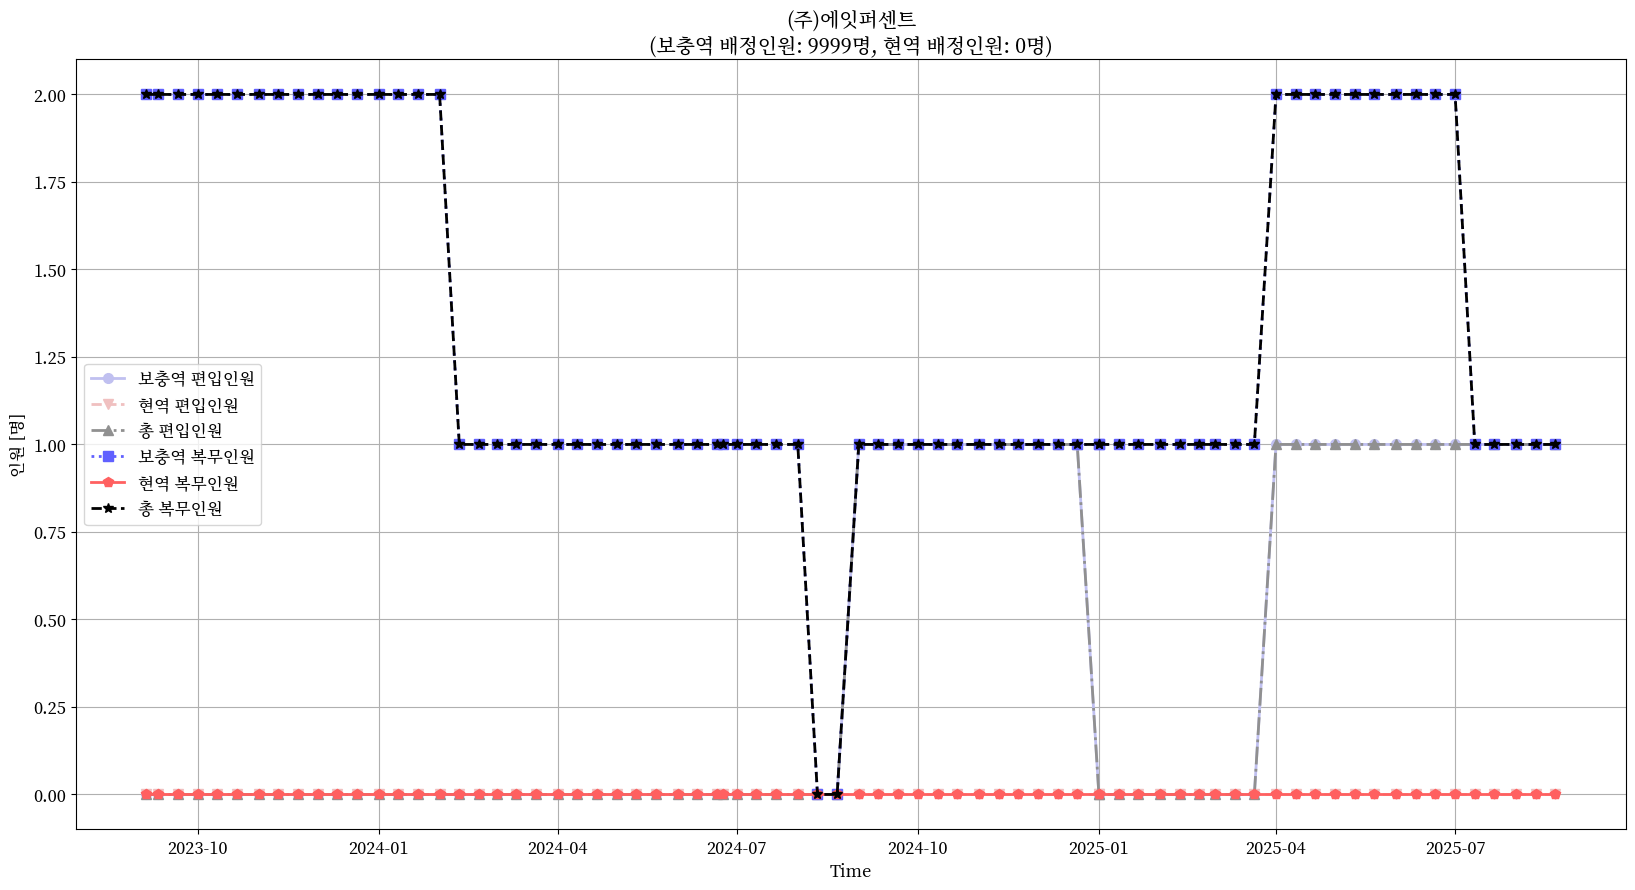 (주)에잇퍼센트
(보충역 배정인원: 9999명, 현역 배정인원: 0명)
인원 [명]
2.00
1.75
1.50
1.25
1.00
0.75
0.50
0.25
0.00
보충역 편입인원
현역 편입인원
총 편입인원
보충역 복무인원
현역 복무인원
총 복무인원
2023-10
2024-01
2024-04
2024-07
2024-10
2025-01
2025-04
2025-07
Time